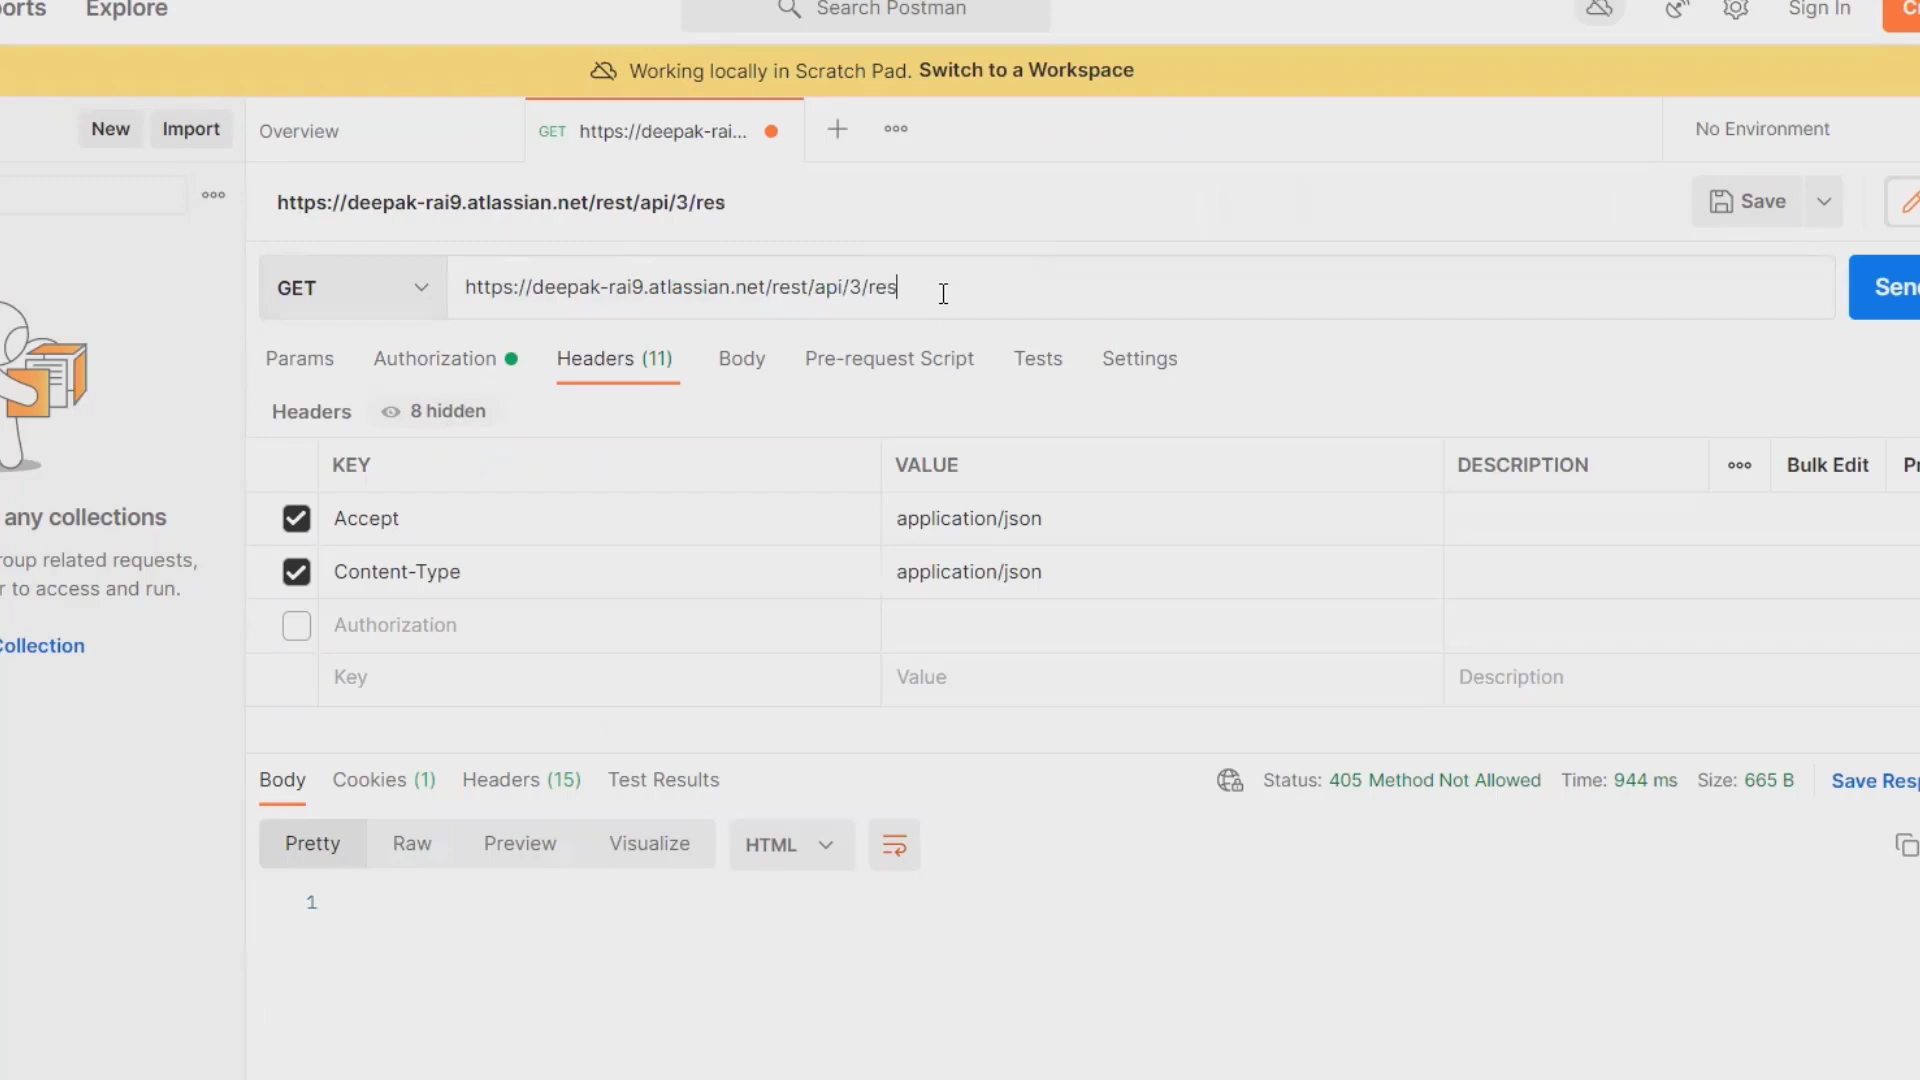 orts Explore Search Postman Sign In
Working locally in Scratch Pad. Switch to a Workspace
New Import Overview GET https://deepak-rai... No Environment
https://deepak-rai9.atlassian.net/rest/api/3/res Save
GET https://deepak-rai9.atlassian.net/rest/api/3/res Send
Params Authorization Headers (11) Body Pre-request Script Tests Settings
Headers 8 hidden
KEY VALUE DESCRIPTION Bulk Edit Pr
Accept application/json
any collections
Content-Type application/json
roup related requests,
r to access and run.
Authorization
Collection
Key Value Description
Body Cookies (1) Headers (15) Test Results Status: 405 Method Not Allowed Time: 944 ms Size: 665 B Save Resp
Pretty Raw Preview Visualize HTML
1